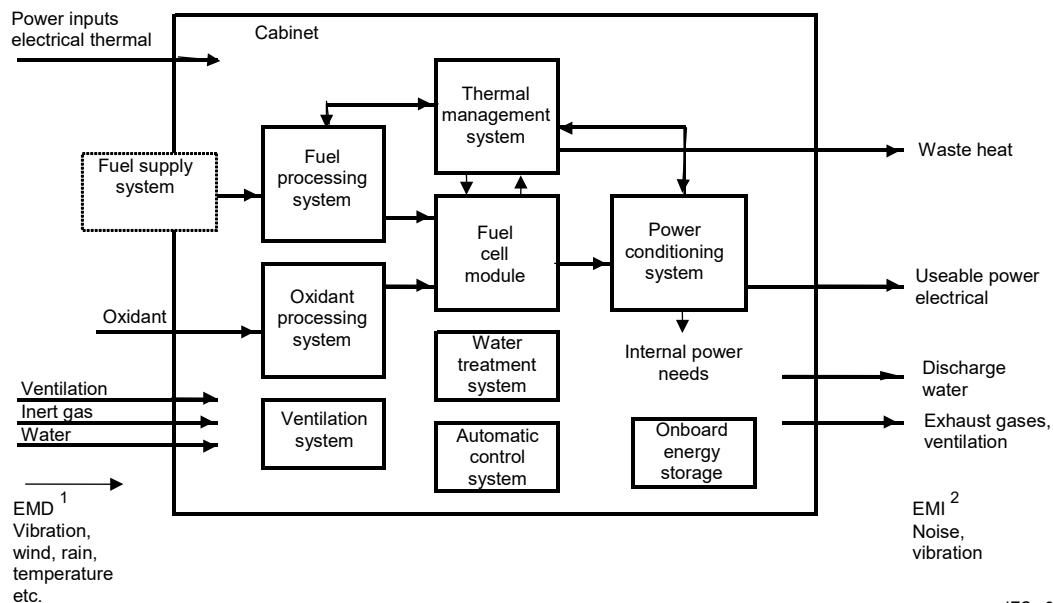 Power inputs
electrical thermal
Cabinet
Thermal
management
system
Fuel supply
system
Fuel
processing
system
Waste heat
Fuel
cell
module
Power
conditioning
system
Oxidant
Oxidant
processing
system
Useable power
electrical
Water
treatment
system
Internal power
needs
Discharge
water
Ventilation
Inert gas
Water
Ventilation
system
Automatic
control
system
Onboard
energy
storage
Exhaust gases,
ventilation
EMD 1
Vibration,
wind, rain,
temperature
etc.
EMI 2
Noise,
vibration